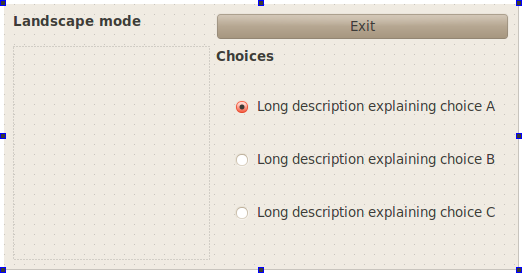 Landscape mode
Exit
Choices
Long description explaining choice A
Long description explaining choice B
Long description explaining choice C